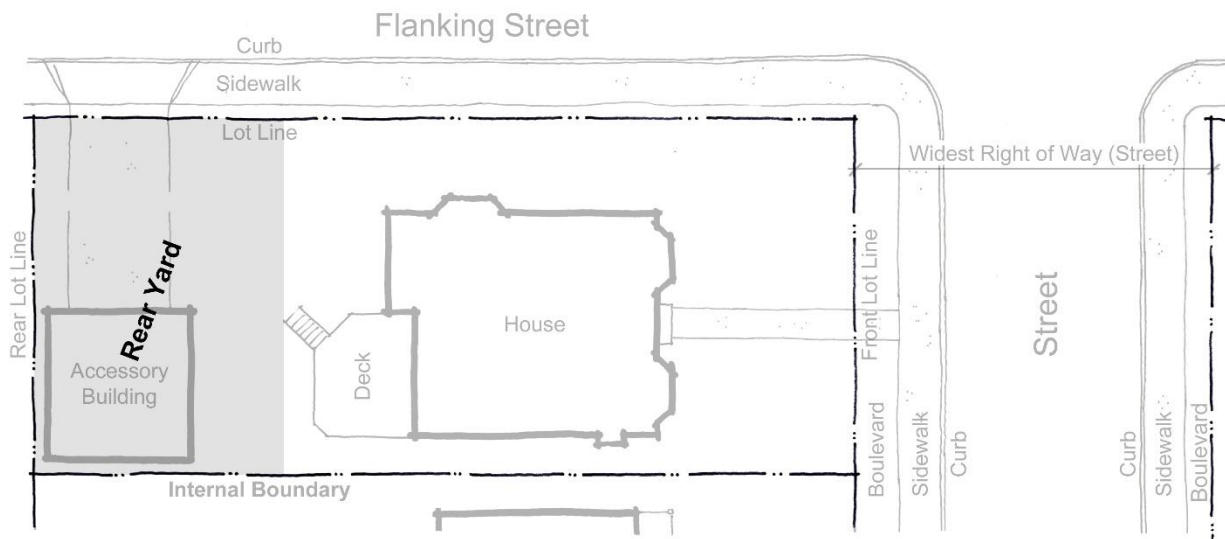 Flanking Street
Curb
Sidewalk
Lot Line
Widest Right of Way (Street)
Rear Lot Line
Rear Yard
Accessory
Building
Deck
House
Front Lot Line
Street
Boulevard
Sidewalk
Curb
Curb
Sidewalk
Boulevard
Internal Boundary